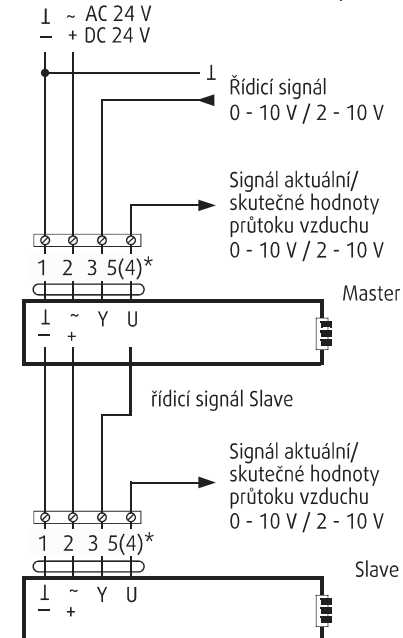 ⊥ ~ AC 24 V
– + DC 24 V
⊥
Řídicí signál
0 - 10 V / 2 - 10 V
Signál aktuální/
skutečné hodnoty
průtoku vzduchu
0 - 10 V / 2 - 10 V
1 2 3 5(4)*
Master
⊥ ~ Y U
– +
řídicí signál Slave
Signál aktuální/
skutečné hodnoty
průtoku vzduchu
0 - 10 V / 2 - 10 V
1 2 3 5(4)*
Slave
⊥ ~ Y U
– +